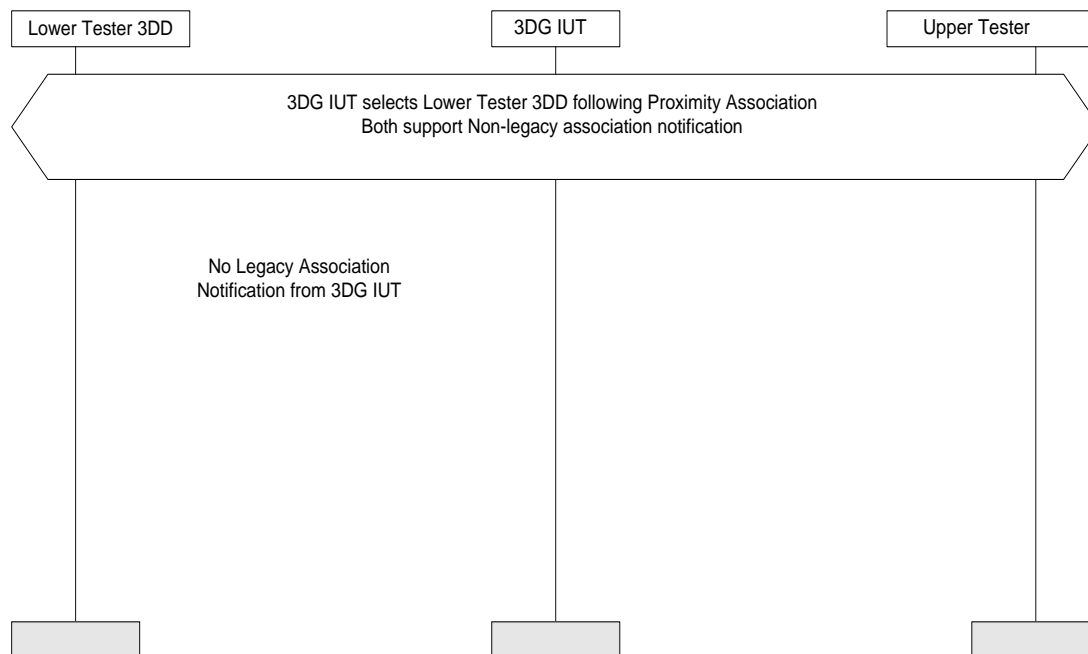 Lower Tester 3DD
3DG IUT
Upper Tester
3DG IUT selects Lower Tester 3DD following Proximity Association
Both support Non-legacy association notification
No Legacy Association
Notification from 3DG IUT